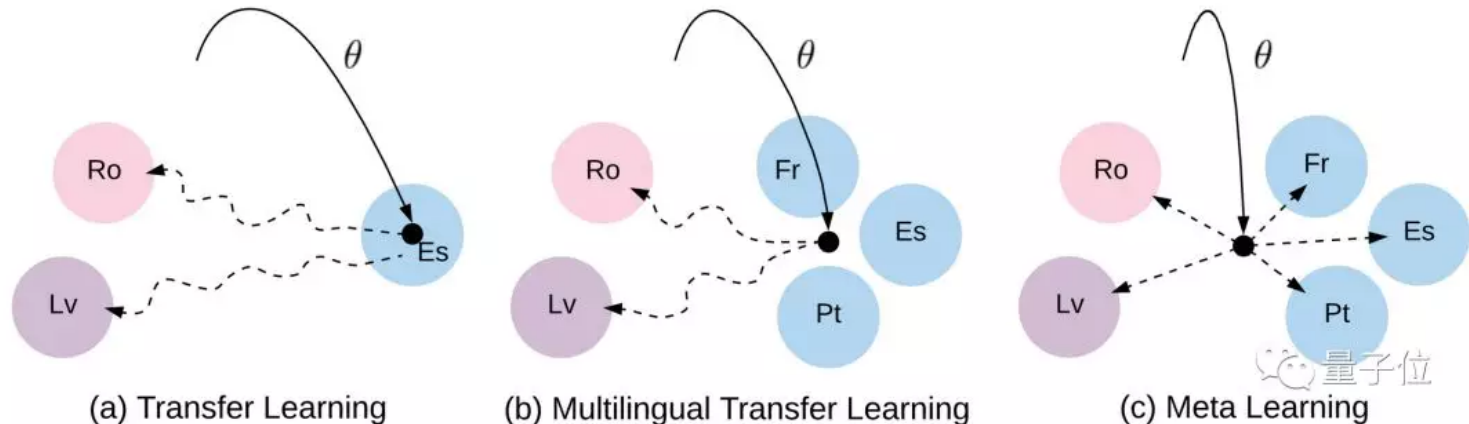 θ
Ro
Es
Lv
(a) Transfer Learning
θ
Ro
Fr
Es
Lv
Pt
(b) Multilingual Transfer Learning
θ
Ro
Fr
Es
Lv
Pt
量子位
(c) Meta Learning